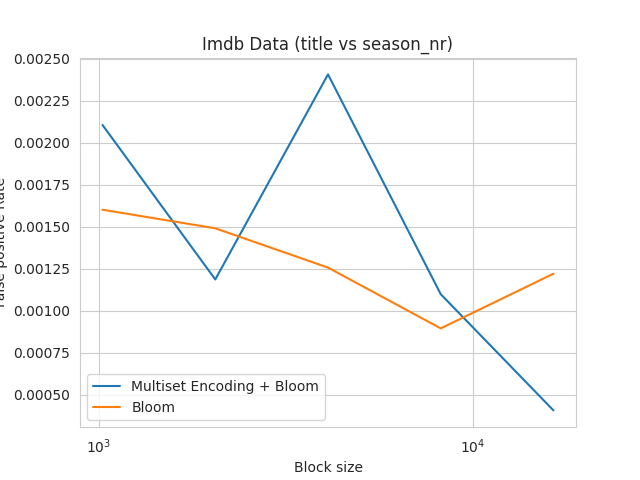 Imdb Data (title vs season_nr)
0.00250
0.00225
0.00200
0.00175
0.00150
0.00125
0.00100
0.00075
0.00050
False positive Rate
Multiset Encoding + Bloom
Bloom
10³
10⁴
Block size